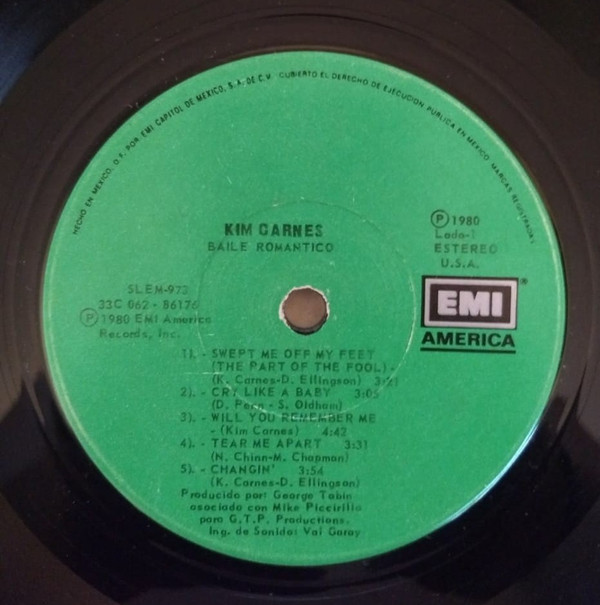 HECHO EN MEXICO, D.F. POR EMI CAPITOL DE MEXICO, S.A. DE C.V. CUBIERTO EL DERECHO DE EJECUCION PUBLICA EN MEXICO MARCAS REGISTRADAS
KIM CARNES
BAILE ROMANTICO
Ⓟ 1980
Lado-1
ESTEREO
U.S.A.
SLEM-973
33C 062 - 86176
Ⓟ 1980 EMI America
Records, Inc.
EMI®
AMERICA
1). - SWEPT ME OFF MY FEET
(THE PART OF THE FOOL) -
(K. Carnes-D. Ellingson) 3:21
2). - CRY LIKE A BABY 3:05
(D. Penn - S. Oldham)
3). - WILL YOU REMEMBER ME
- (Kim Carnes) 4:42
4). - TEAR ME APART 3:31
(N. Chinn-M. Chapman)
5). - CHANGIN' 3:54
(K. Carnes-D. Ellingson)
Producido por: George Tobin
asociado con Mike Piccirillo
para G.T.P. Productions.
Ing. de Sonido: Val Garay.